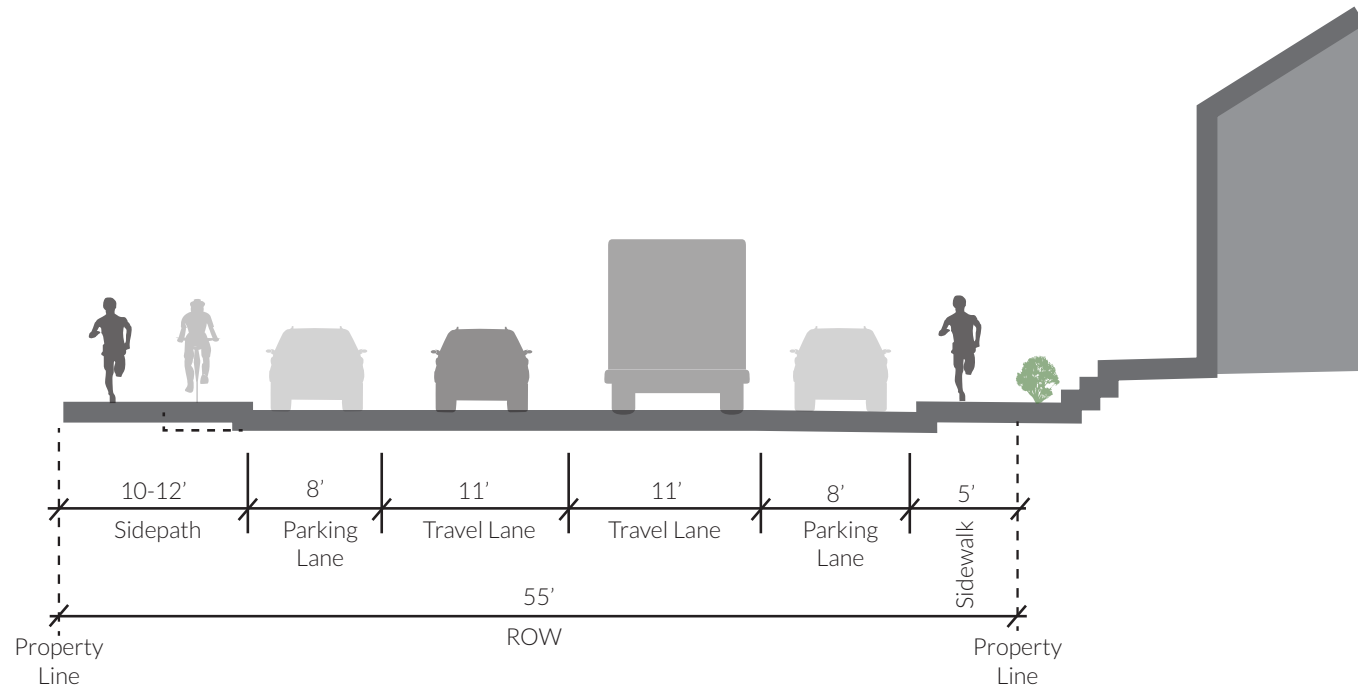 10-12’
8’
11’
11’
8’
5’
Sidepath
Parking
Lane
Travel Lane
Travel Lane
Parking
Lane
Sidewalk
55’
ROW
Property
Line
Property
Line